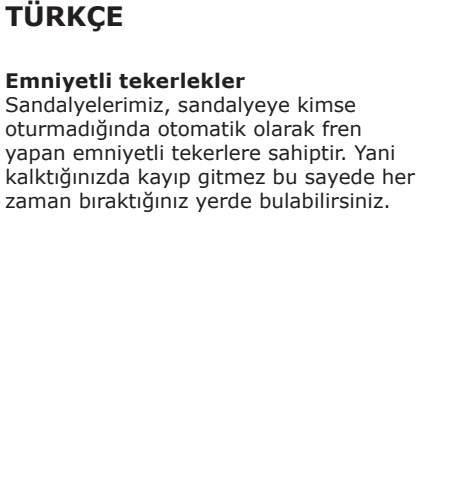 TÜRKÇE
Emniyetli tekerlekler
Sandalyelerimiz, sandalyeye kimse
oturmadığında otomatik olarak fren
yapan emniyetli tekerlere sahiptir. Yani
kalktığınızda kayıp gitmez bu sayede her
zaman bıraktığınız yerde bulabilirsiniz.